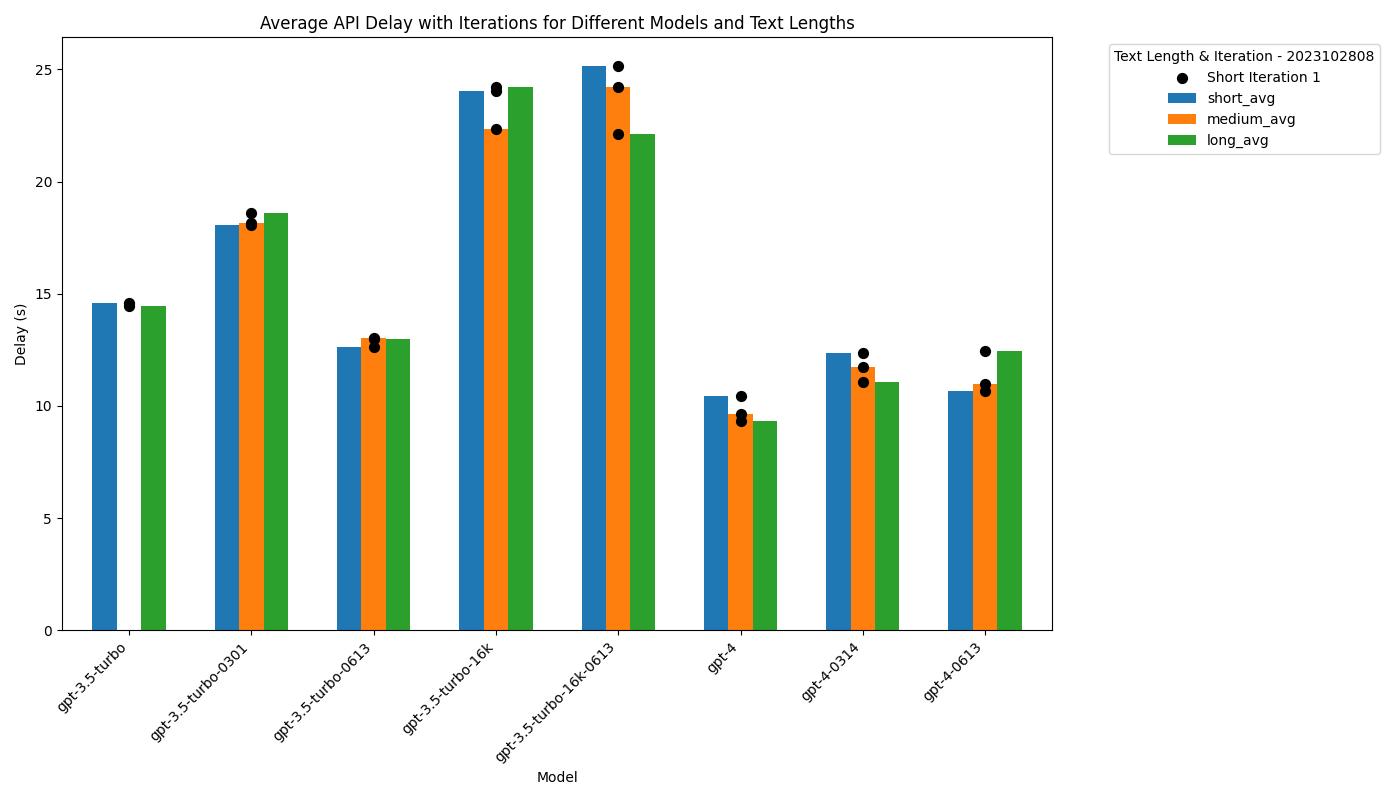 Average API Delay with Iterations for Different Models and Text Lengths
Text Length & Iteration - 2023102808
Short Iteration 1
short_avg
medium_avg
long_avg
Delay (s)
25
20
15
10
5
0
gpt-3.5-turbo
gpt-3.5-turbo-0301
gpt-3.5-turbo-0613
gpt-3.5-turbo-16k
gpt-3.5-turbo-16k-0613
gpt-4
gpt-4-0314
gpt-4-0613
Model